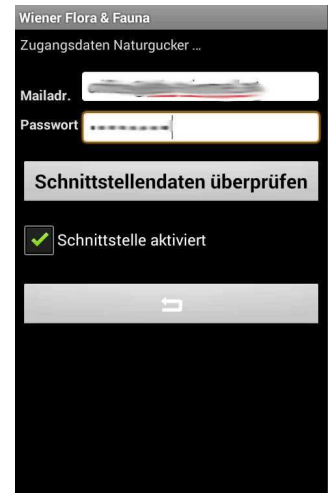 Wiener Flora & Fauna
Zugangsdaten Naturgucker ...
Mailadr.
Passwort
Schnittstellendaten überprüfen
Schnittstelle aktiviert